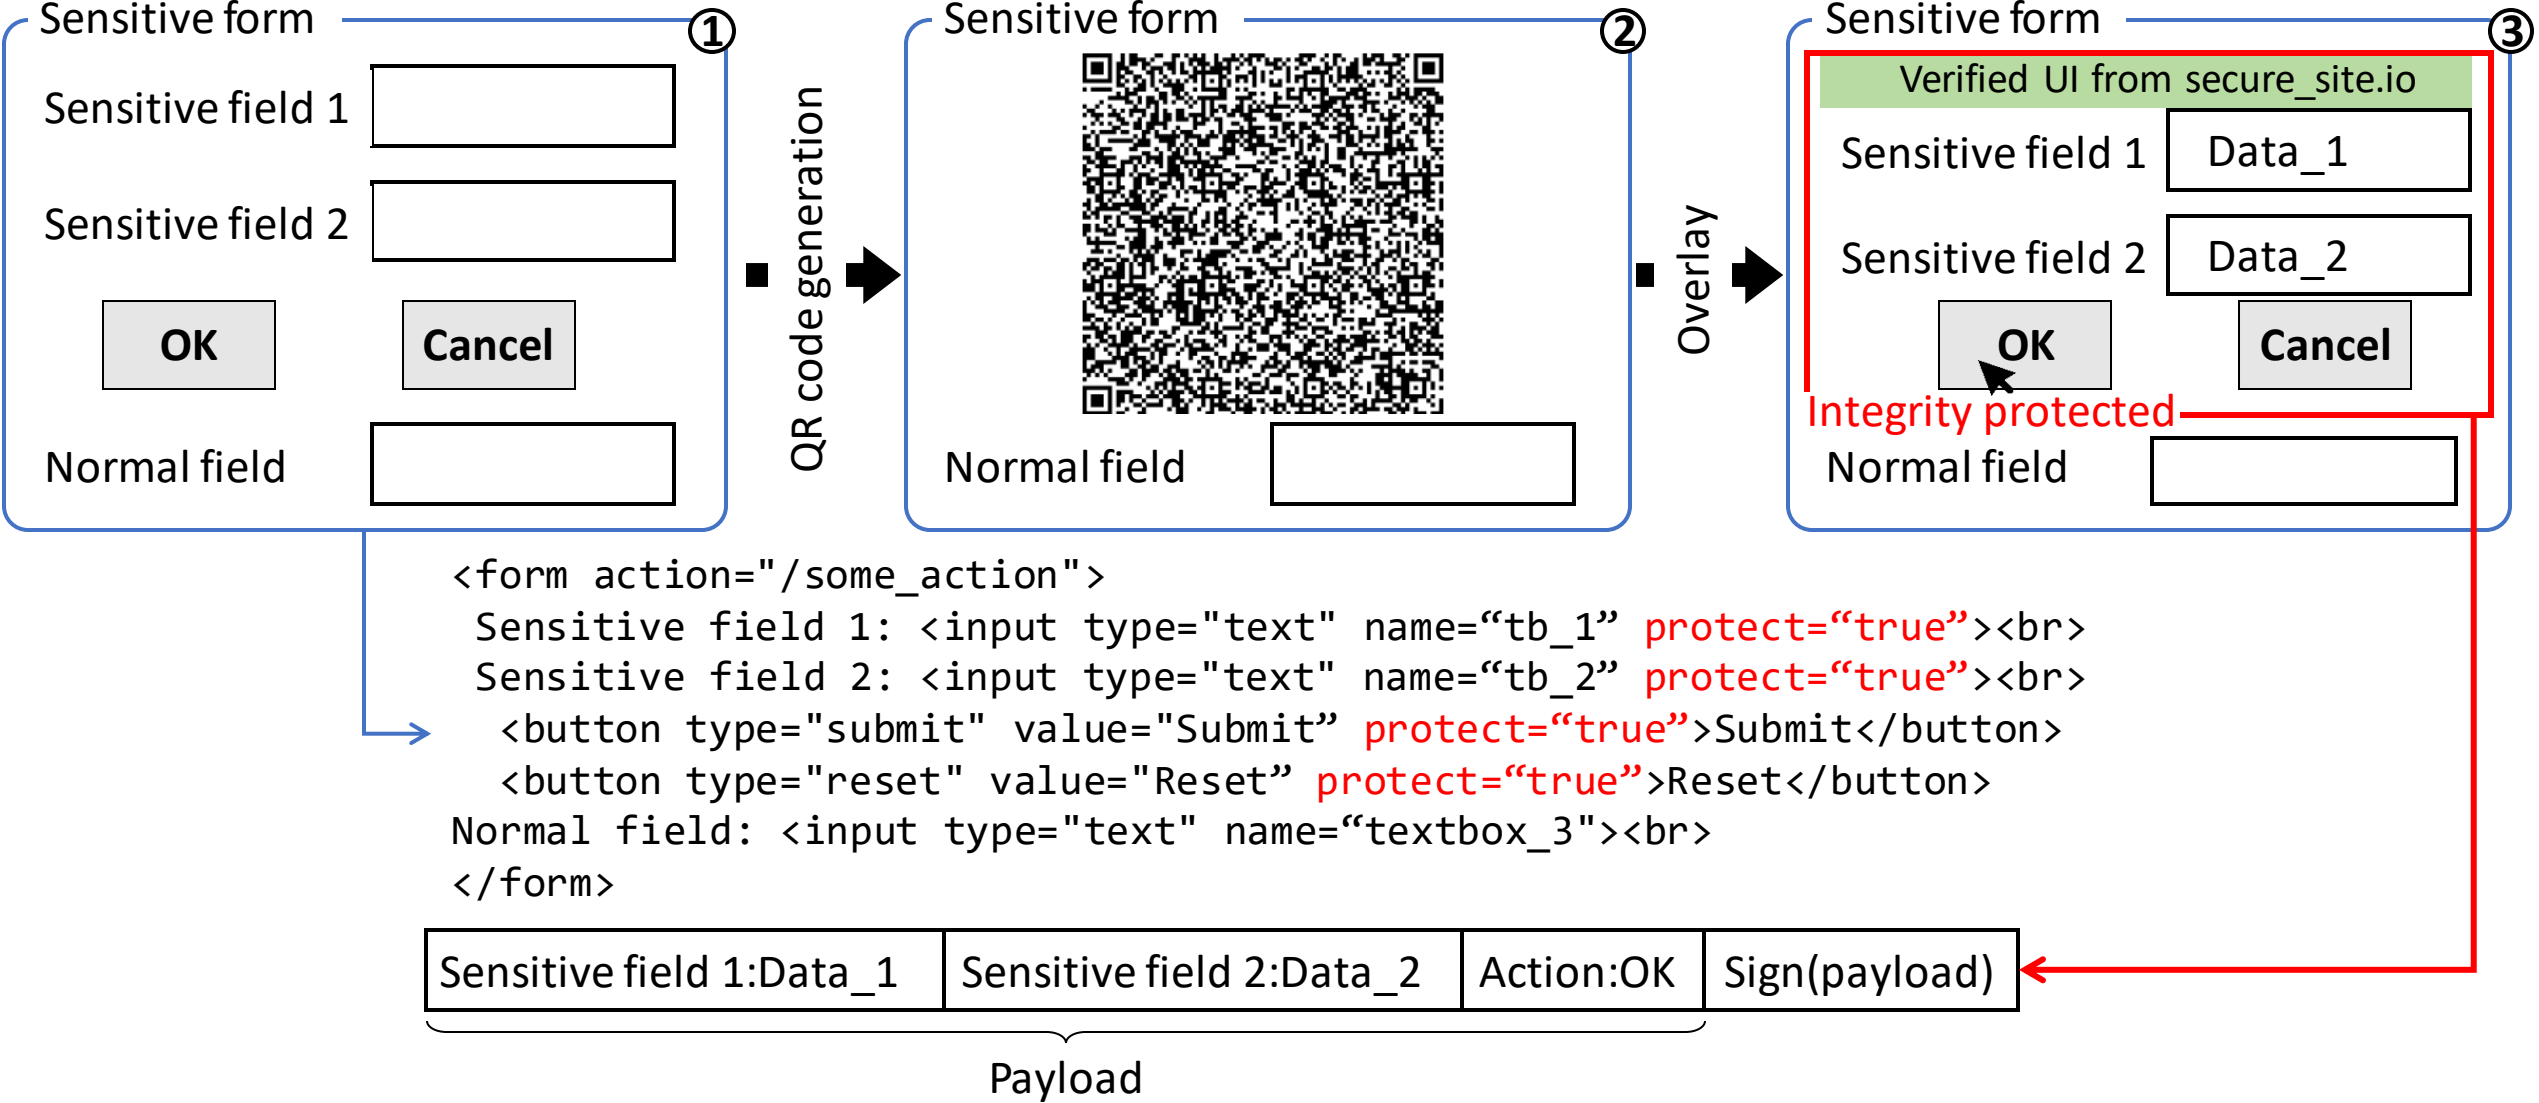 Sensitive form
1
Sensitive field 1
Sensitive field 2
OK
Cancel
Normal field
QR code generation
Sensitive form
2
Normal field
Overlay
Sensitive form
3
Verified UI from secure_site.io
Sensitive field 1
Data_1
Sensitive field 2
Data_2
OK
Cancel
Integrity protected
Normal field
<form action="/some_action">
Sensitive field 1: <input type="text" name=“tb_1” protect=“true”><br>
Sensitive field 2: <input type="text" name=“tb_2” protect=“true”><br>
<button type="submit" value="Submit” protect=“true”>Submit</button>
<button type="reset" value="Reset” protect=“true”>Reset</button>
Normal field: <input type="text" name=“textbox_3"><br>
</form>
Sensitive field 1:Data_1
Sensitive field 2:Data_2
Action:OK
Sign(payload)
Payload